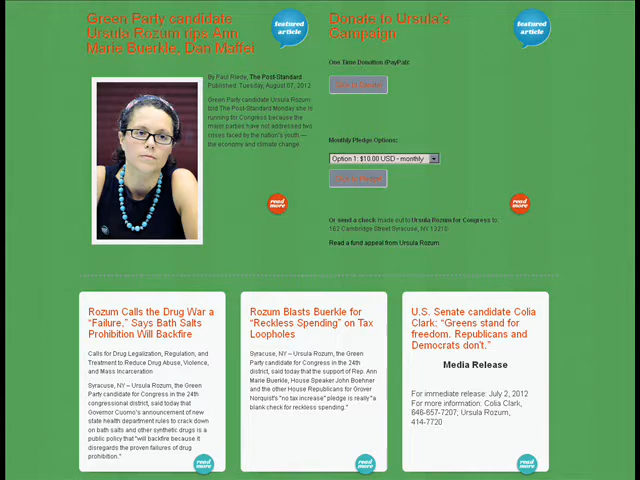 Green Party candidate
Ursula Rozum rips Ann
Marie Buerkle, Dan Maffei
featured
article
By Paul Riede, The Post-Standard
Published: Tuesday, August 07, 2012
Green Party candidate Ursula Rozum
told The Post-Standard Monday she is
running for Congress because the
major parties have not addressed two
crises faced by the nation's youth —
the economy and climate change.
read
more
Donate to Ursula's
Campaign
featured
article
One Time Donation (PayPal):
Monthly Pledge Options:
Option 1: $10.00 USD - monthly
read
more
Or send a check made out to Ursula Rozum for Congress to:
162 Cambridge Street Syracuse, NY 13210
Read a fund appeal from Ursula Rozum.
Rozum Calls the Drug War a
"Failure," Says Bath Salts
Prohibition Will Backfire
Calls for Drug Legalization, Regulation, and
Treatment to Reduce Drug Abuse, Violence,
and Mass Incarceration
Syracuse, NY – Ursula Rozum, the Green
Party candidate for Congress in the 24th
congressional district, said today that
Governor Cuomo's announcement of new
state health department rules to crack down
on bath salts and other synthetic drugs is a
public policy that "will backfire because it
disregards the proven failures of drug
prohibition."
read
more
Rozum Blasts Buerkle for
"Reckless Spending" on Tax
Loopholes
Syracuse, NY – Ursula Rozum, the Green
Party candidate for Congress in the 24th
district, said today that the support of Rep. Ann
Marie Buerkle, House Speaker John Boehner
and the other House Republicans for Grover
Norquist's "no tax increase" pledge is really "a
blank check for reckless spending."
read
more
U.S. Senate candidate Colia
Clark: "Greens stand for
freedom. Republicans and
Democrats don't."
Media Release
For immediate release: July 2, 2012
For more information: Colia Clark,
646-657-7207; Ursula Rozum,
414-7720
read
more